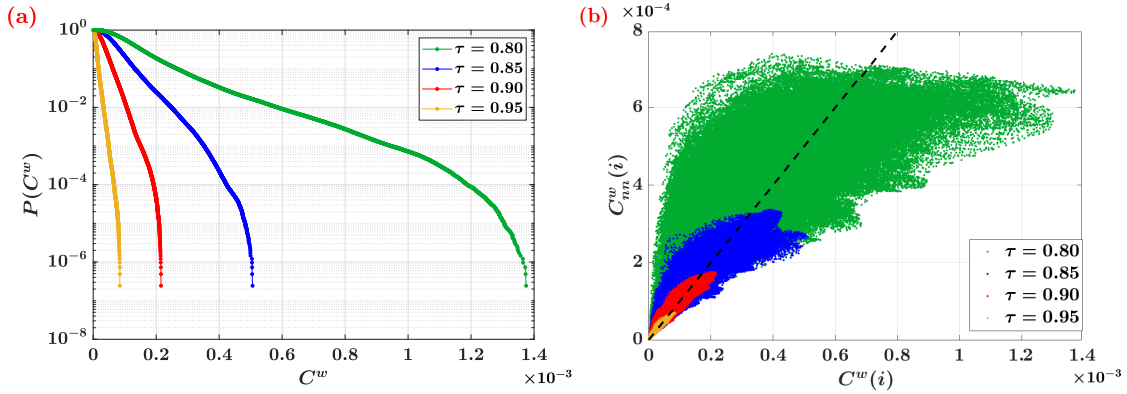 (a)
10^0
10^-2
10^-4
10^-6
10^-8
P(C^w)
τ = 0.80
τ = 0.85
τ = 0.90
τ = 0.95
0 0.2 0.4 0.6 0.8 1 1.2 1.4
C^w
×10^-3
(b)
×10^-4
8
6
4
2
0
C^w_nn(i)
τ = 0.80
τ = 0.85
τ = 0.90
τ = 0.95
0 0.2 0.4 0.6 0.8 1 1.2 1.4
C^w(i)
×10^-3